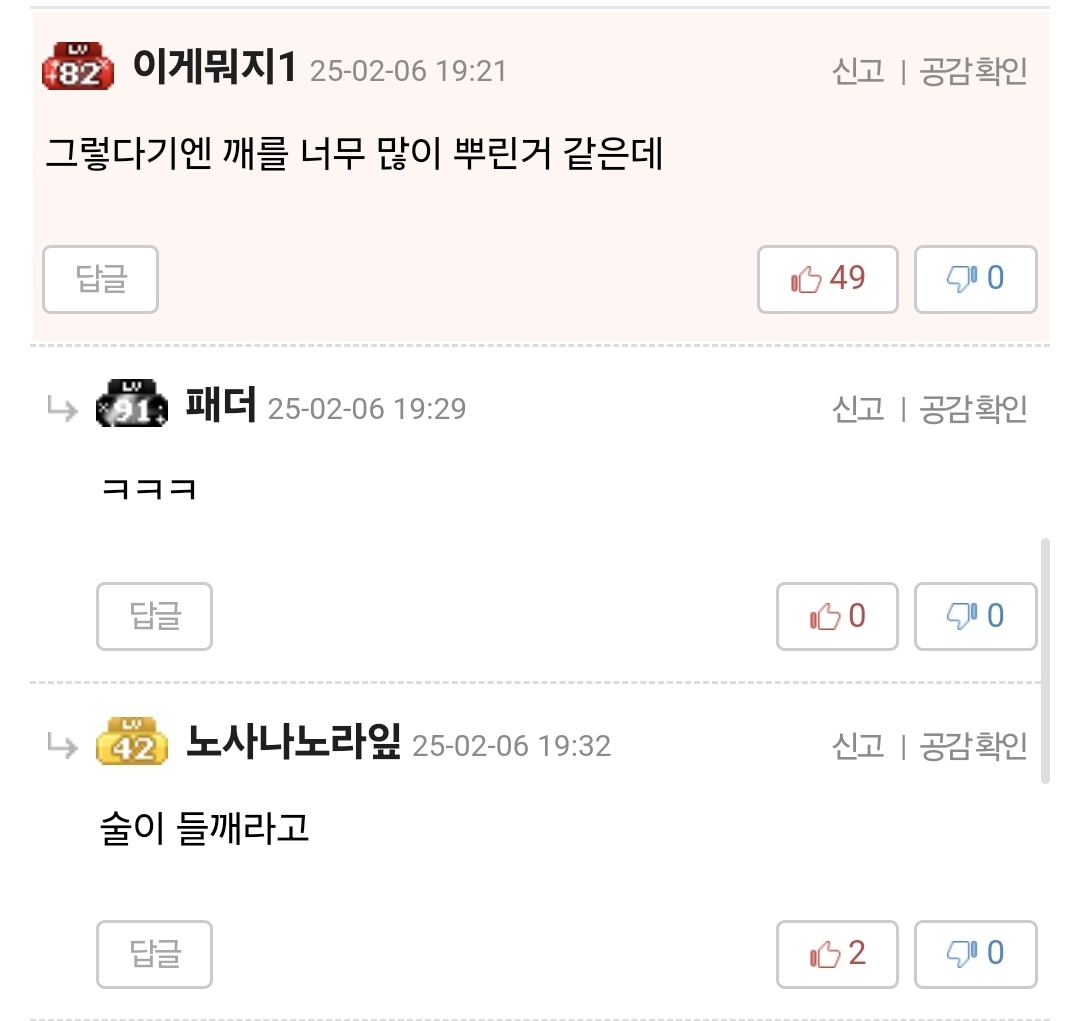 LV
82 이게뭐지1 25-02-06 19:21 신고 | 공감 확인
그렇다기엔 깨를 너무 많이 뿌린거 같은데
답글 49 0
LV
91 패더 25-02-06 19:29 신고 | 공감 확인
ㅋㅋㅋ
답글 0 0
LV
42 노사나노라잎 25-02-06 19:32 신고 | 공감 확인
술이 들깨라고
답글 2 0